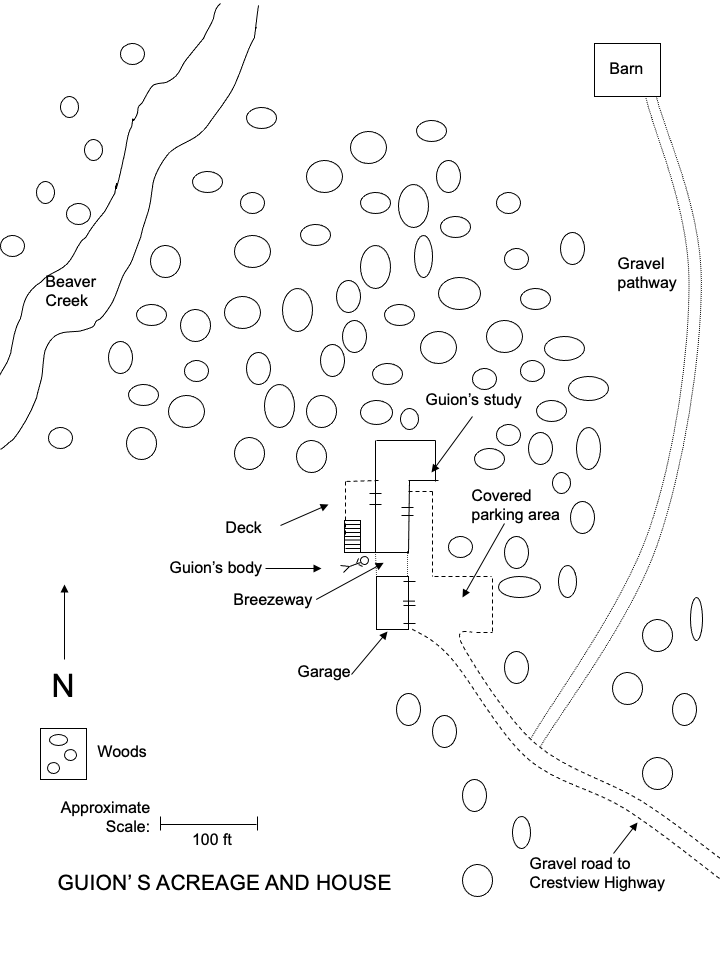 Barn
Gravel
pathway
Beaver
Creek
Guion's study
Covered
parking area
Deck
Guion's body
Breezeway
Garage
N
Woods
Approximate
Scale:
100 ft
Gravel road to
Crestview Highway
GUION' S ACREAGE AND HOUSE